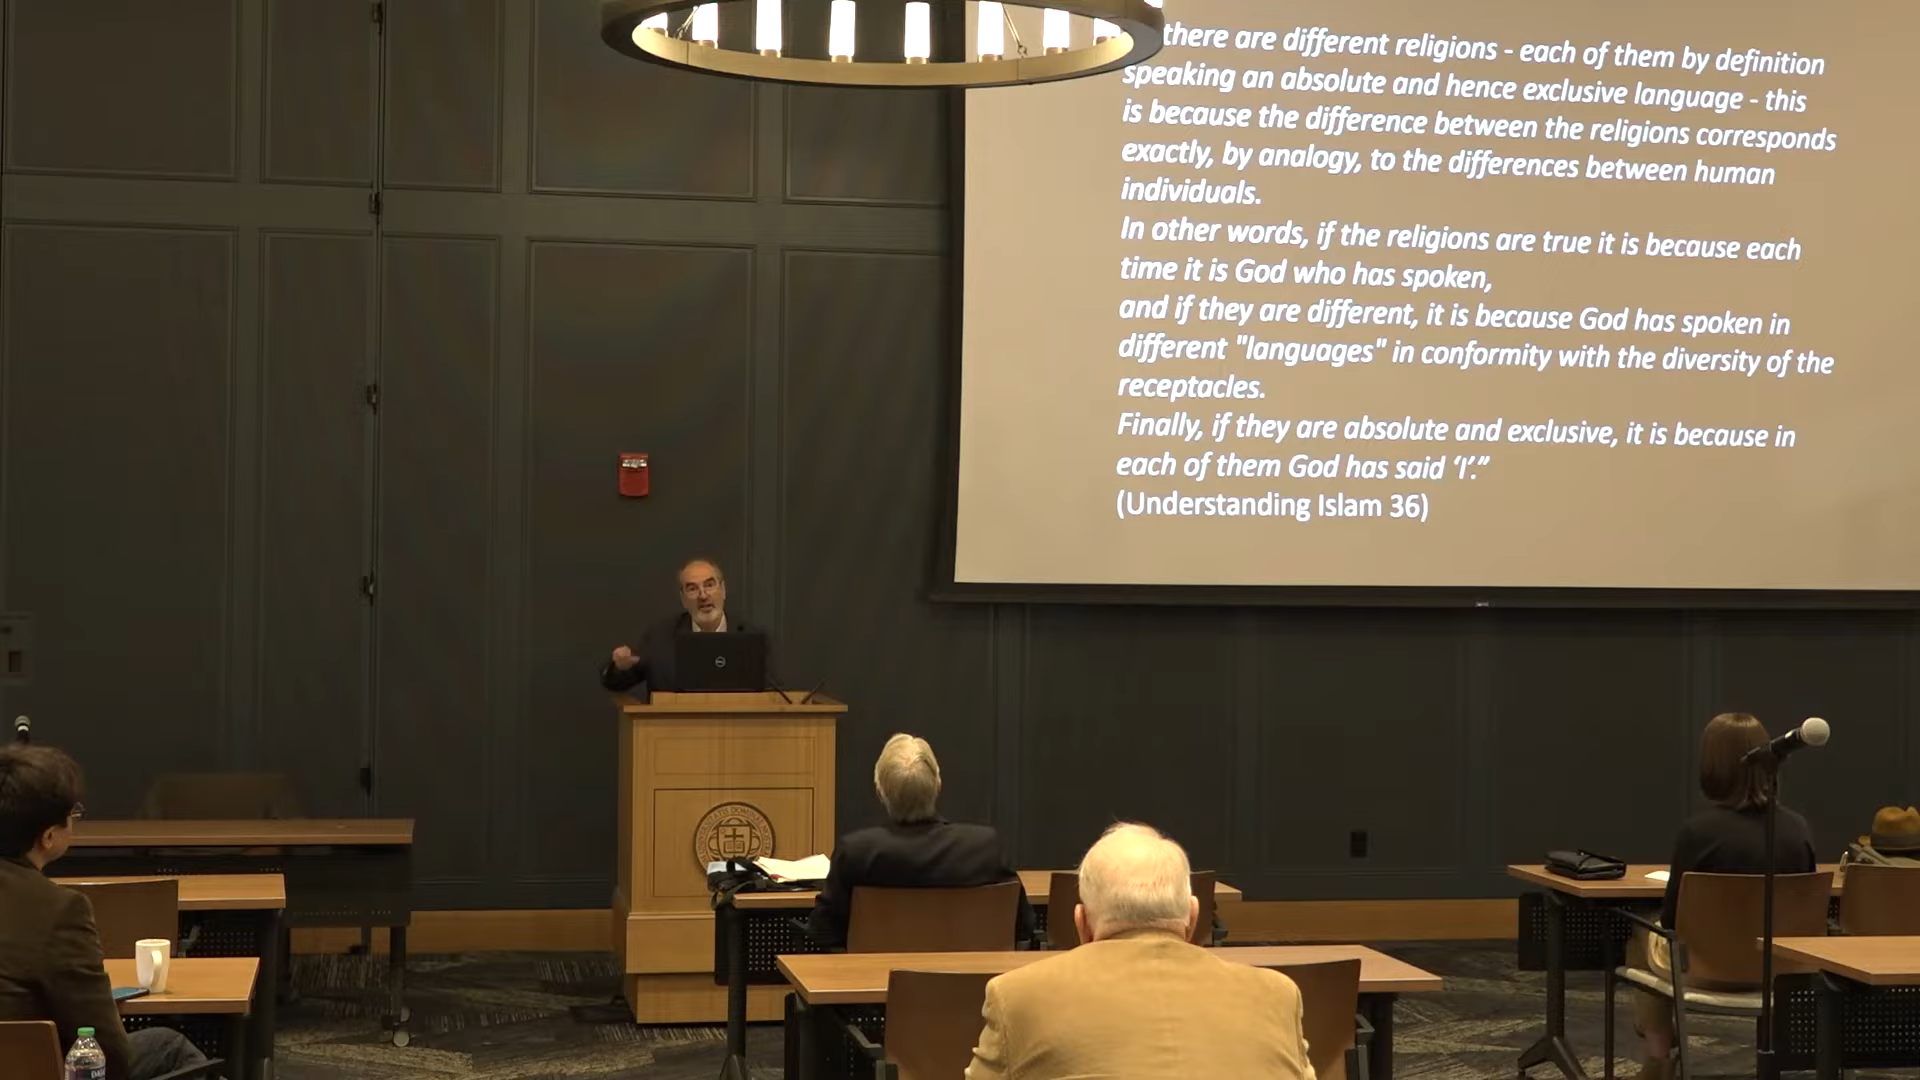 there are different religions - each of them by definition
speaking an absolute and hence exclusive language - this
is because the difference between the religions corresponds
exactly, by analogy, to the differences between human
individuals.
In other words, if the religions are true it is because each
time it is God who has spoken,
and if they are different, it is because God has spoken in
different "languages" in conformity with the diversity of the
receptacles.
Finally, if they are absolute and exclusive, it is because in
each of them God has said ‘I’.”
(Understanding Islam 36)
DELL